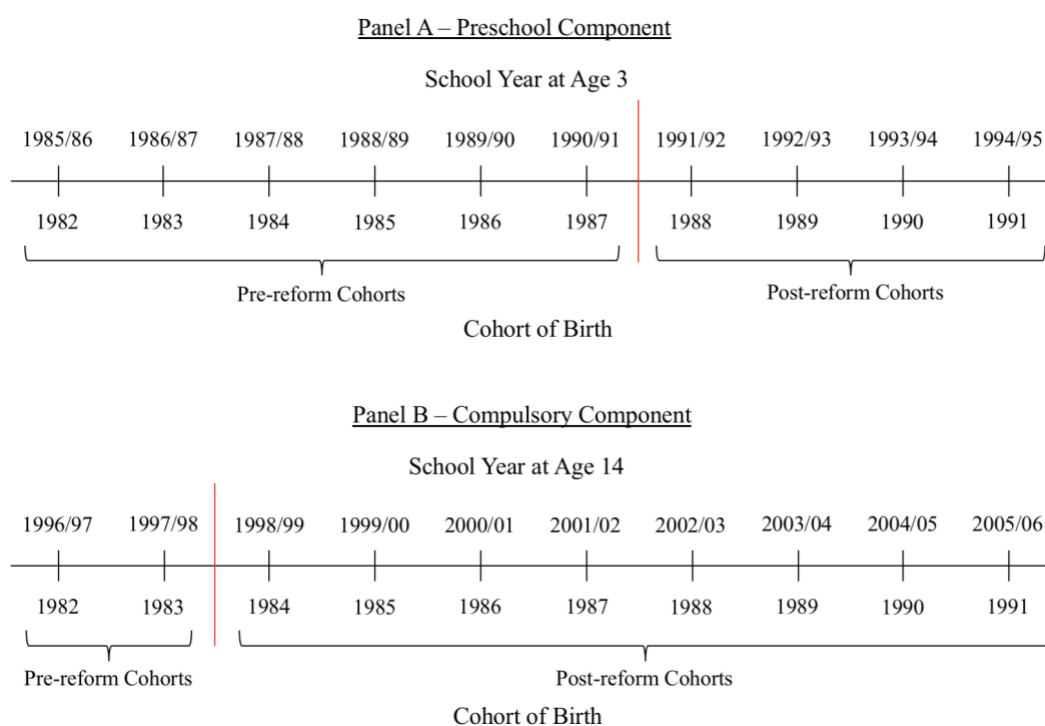 Panel A – Preschool Component
School Year at Age 3
1985/86 1986/87 1987/88 1988/89 1989/90 1990/91 1991/92 1992/93 1993/94 1994/95
1982 1983 1984 1985 1986 1987 1988 1989 1990 1991
Pre-reform Cohorts Post-reform Cohorts
Cohort of Birth
Panel B – Compulsory Component
School Year at Age 14
1996/97 1997/98 1998/99 1999/00 2000/01 2001/02 2002/03 2003/04 2004/05 2005/06
1982 1983 1984 1985 1986 1987 1988 1989 1990 1991
Pre-reform Cohorts Post-reform Cohorts
Cohort of Birth